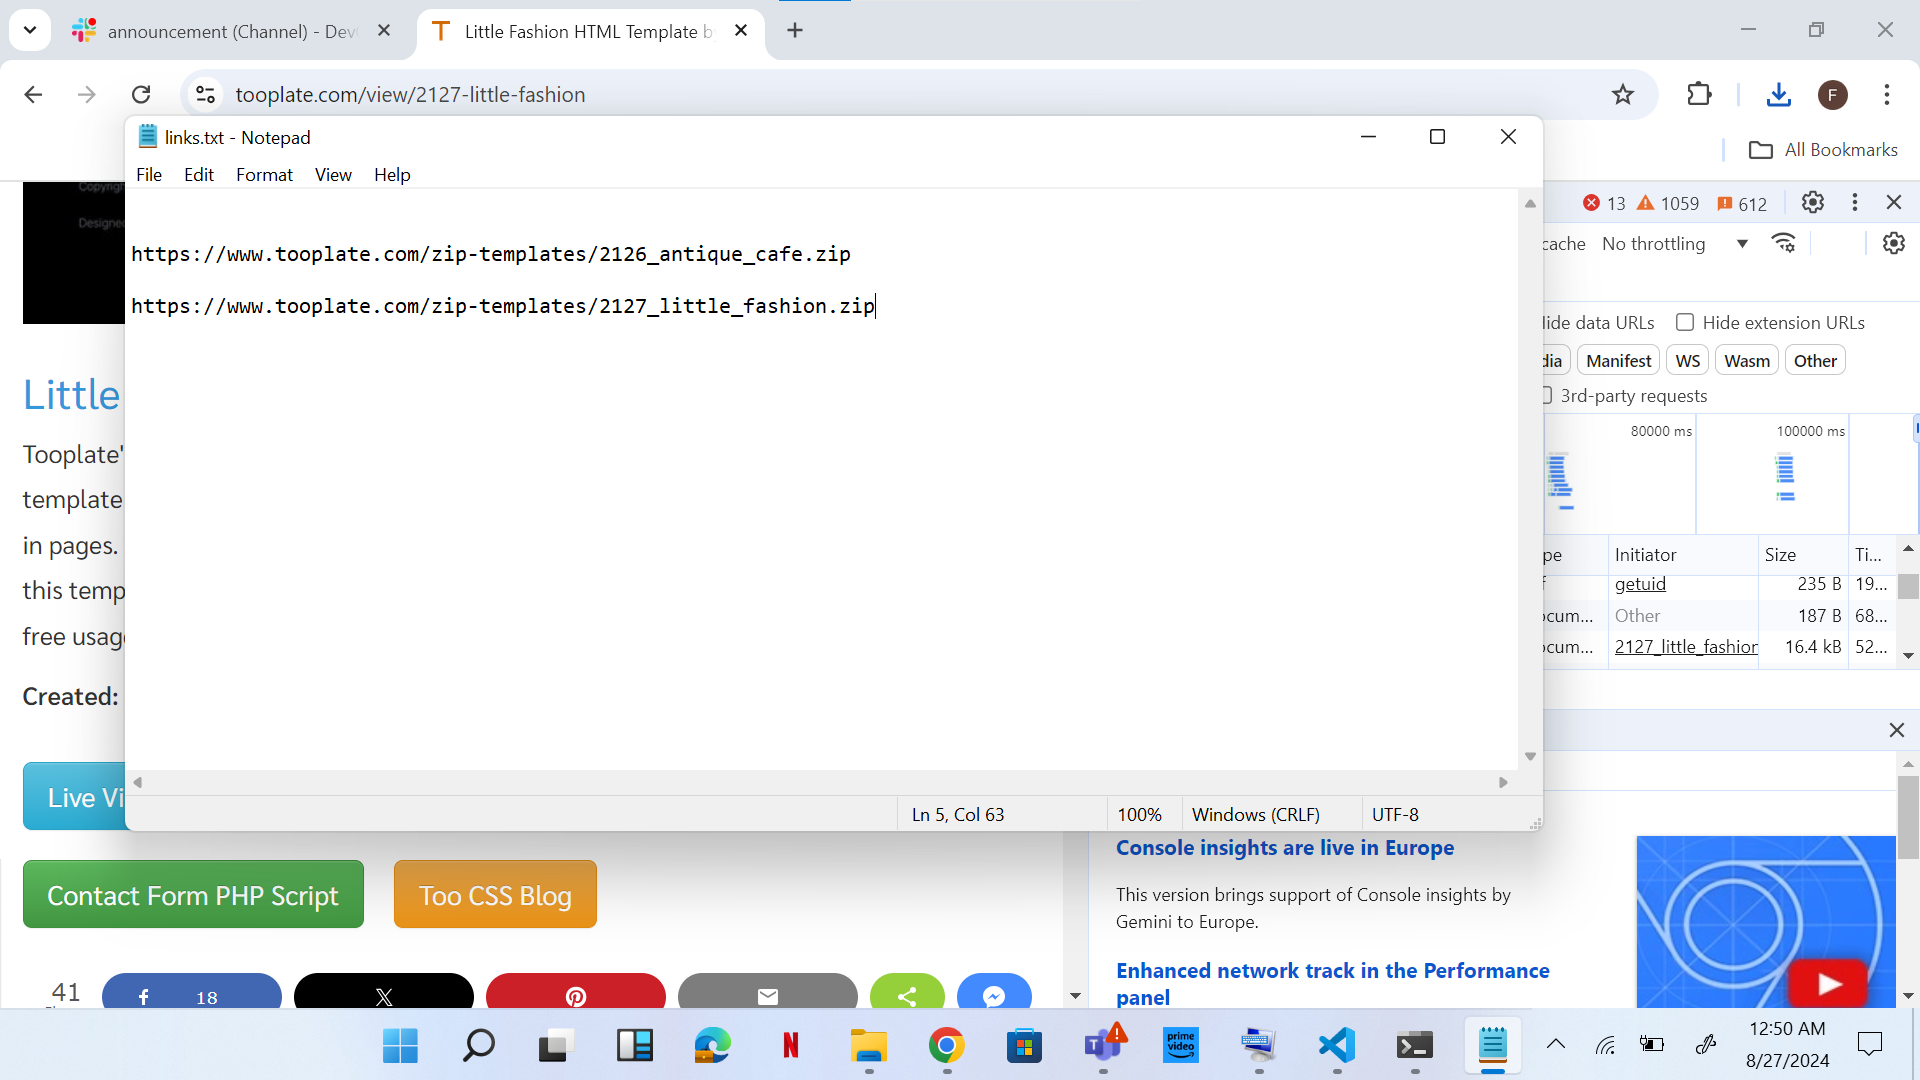 announcement (Channel) - Dev
Little Fashion HTML Template b
tooplate.com/view/2127-little-fashion
F
All Bookmarks
links.txt - Notepad
File Edit Format View Help
Copyrigh
Designed
13 1059 612
cache No throttling
https://www.tooplate.com/zip-templates/2126_antique_cafe.zip
https://www.tooplate.com/zip-templates/2127_little_fashion.zip
Hide data URLs Hide extension URLs
dia Manifest WS Wasm Other
3rd-party requests
80000 ms 100000 ms
Little
Tooplate'
template
in pages.
this temp
free usag
Created:
pe Initiator Size Ti...
f getuid 235 B 19...
ocum... Other 187 B 68...
ocum... 2127_little_fashion 16.4 kB 52...
Live Vi
Ln 5, Col 63 100% Windows (CRLF) UTF-8
Contact Form PHP Script Too CSS Blog
Console insights are live in Europe
This version brings support of Console insights by
Gemini to Europe.
Enhanced network track in the Performance
panel
41
18
prime
video
12:50 AM
8/27/2024